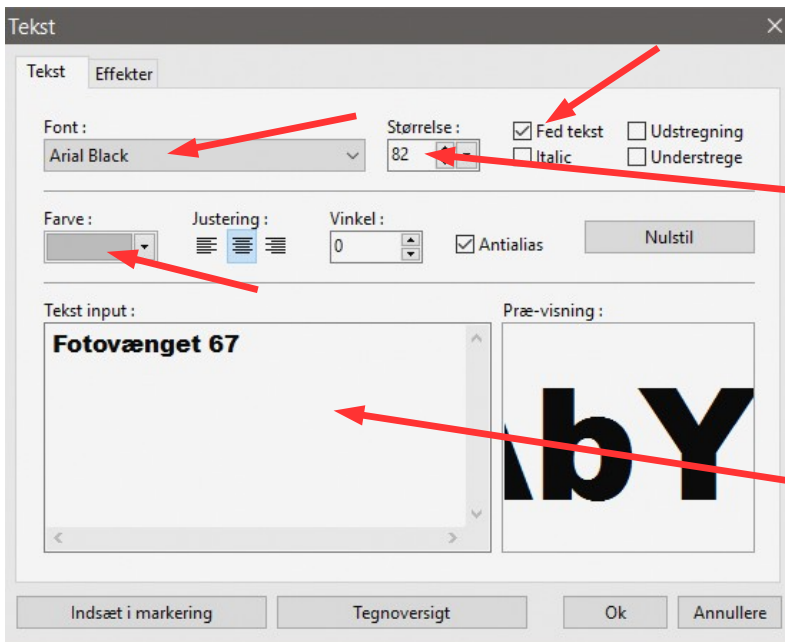 Tekst
Tekst Effekter
Font :
Arial Black
Størrelse :
82
Fed tekst
Udstregning
Italic
Understrege
Farve :
Justering :
Vinkel :
0
Antialias
Nulstil
Tekst input :
Præ-visning :
Fotovænget 67
AbY
Indsæt i markering
Tegnoversigt
Ok
Annullere